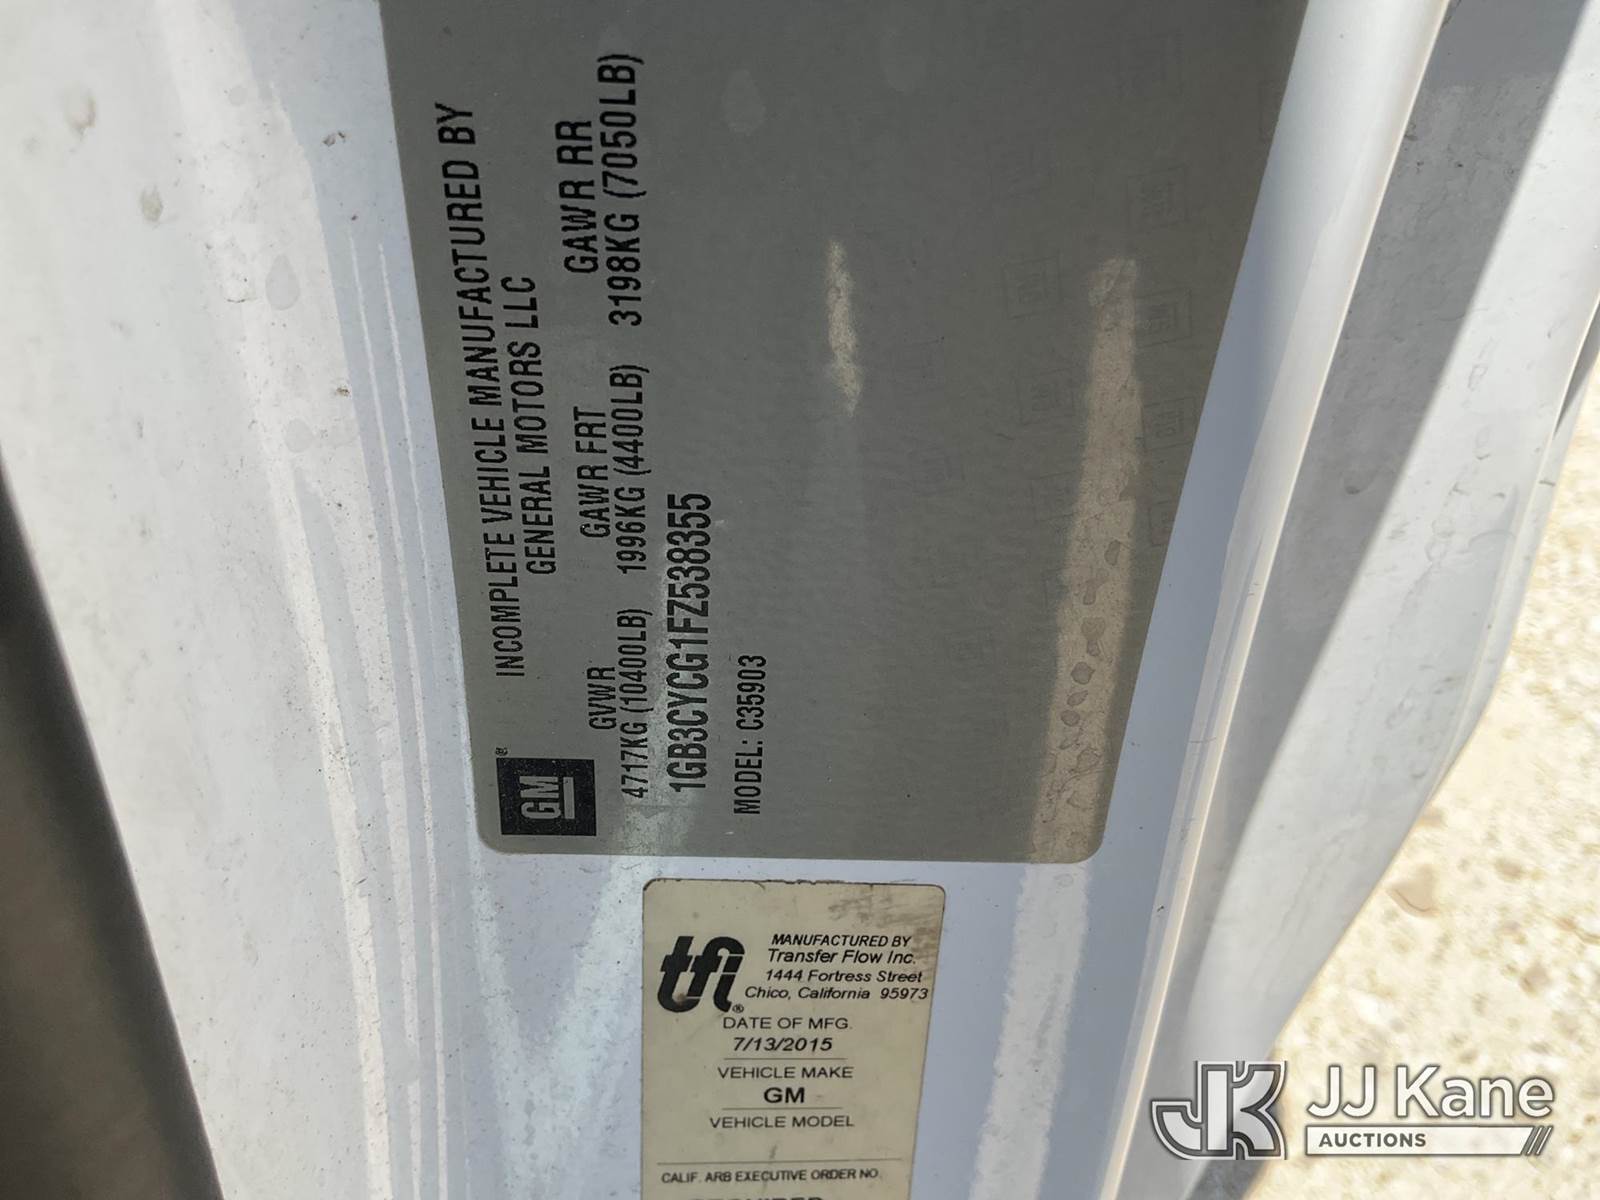 INCOMPLETE VEHICLE MANUFACTURED BY
GENERAL MOTORS LLC
GM®
GVWR GAWR FRT GAWR RR
4717KG (10400LB) 1996KG (4400LB) 3198KG (7050LB)
1GB3CYCG1FZ538355
MODEL: C35903
tfi®
MANUFACTURED BY
Transfer Flow Inc.
1444 Fortress Street
Chico, California 95973
DATE OF MFG.
7/13/2015
VEHICLE MAKE
GM
VEHICLE MODEL
CALIF. ARB EXECUTIVE ORDER NO.
JK JJ Kane
AUCTIONS